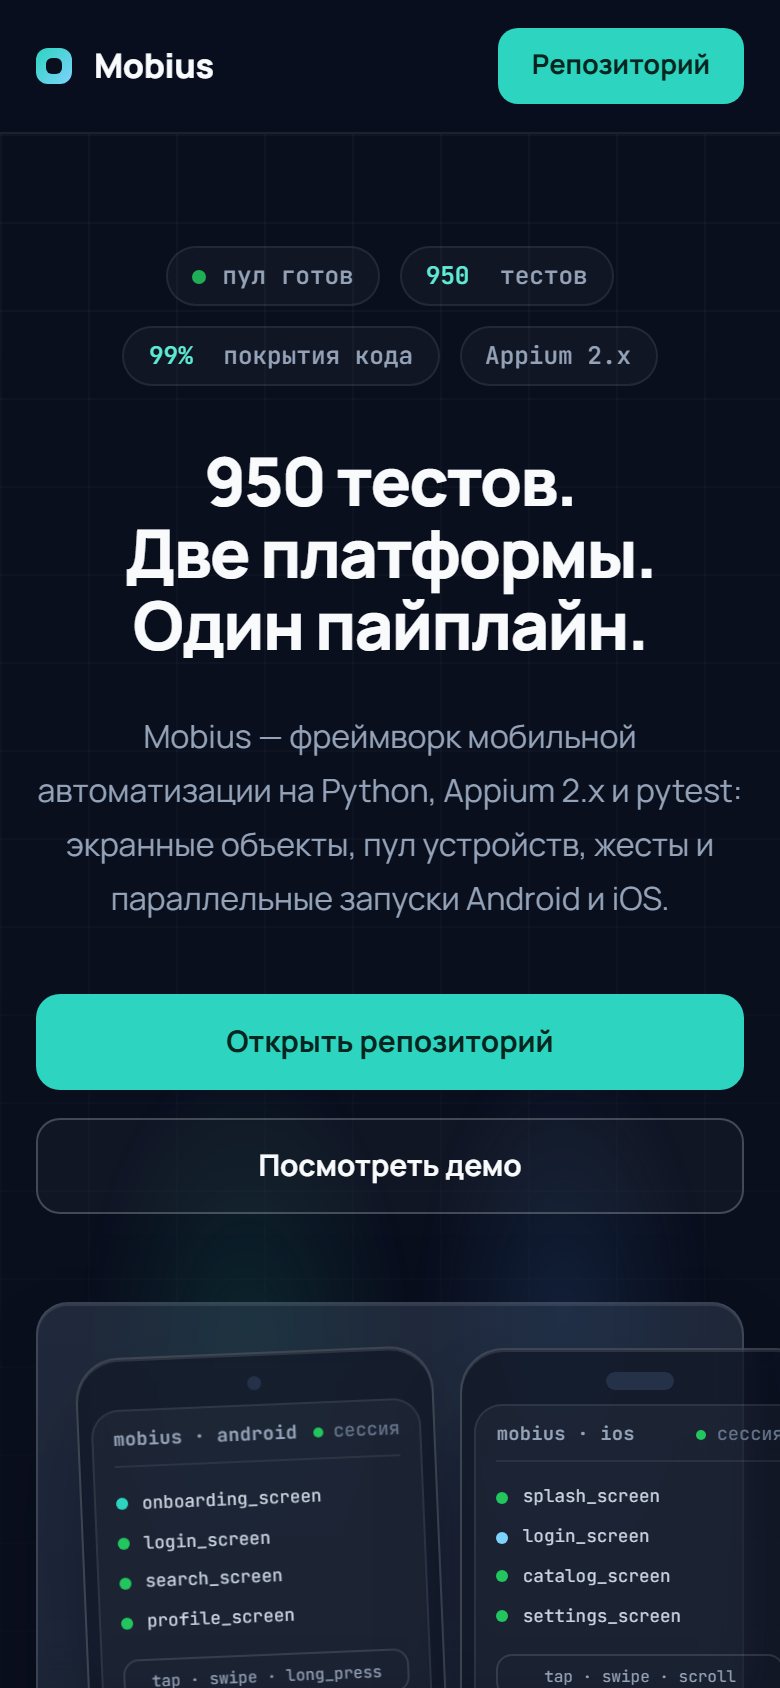 Mobius
Репозиторий
пул готов
950 тестов
99% покрытия кода
Appium 2.x
950 тестов.
Две платформы.
Один пайплайн.
Mobius — фреймворк мобильной
автоматизации на Python, Appium 2.x и pytest:
экранные объекты, пул устройств, жесты и
параллельные запуски Android и iOS.
Открыть репозиторий
Посмотреть демо
mobius · android
сессия
onboarding_screen
login_screen
search_screen
profile_screen
tap · swipe · long_press
mobius · ios
сессия
splash_screen
login_screen
catalog_screen
settings_screen
tap · swipe · scroll